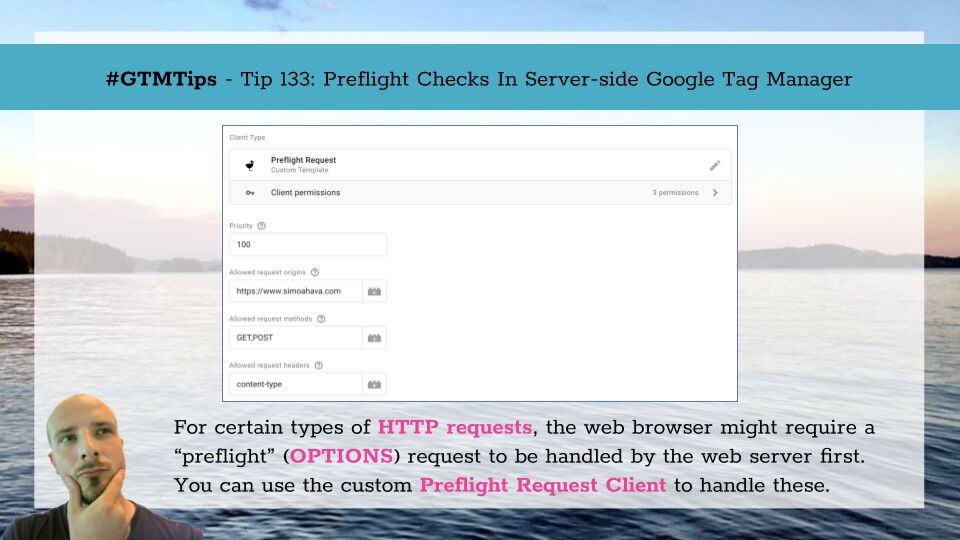 #GTMTips - Tip 133: Preflight Checks In Server-side Google Tag Manager
Client Type
Preflight Request
Custom Template
Client permissions 3 permissions
Priority
100
Allowed request origins
https://www.simoahava.com
Allowed request methods
GET,POST
Allowed request headers
content-type
For certain types of HTTP requests, the web browser might require a
“preflight” (OPTIONS) request to be handled by the web server first.
You can use the custom Preflight Request Client to handle these.